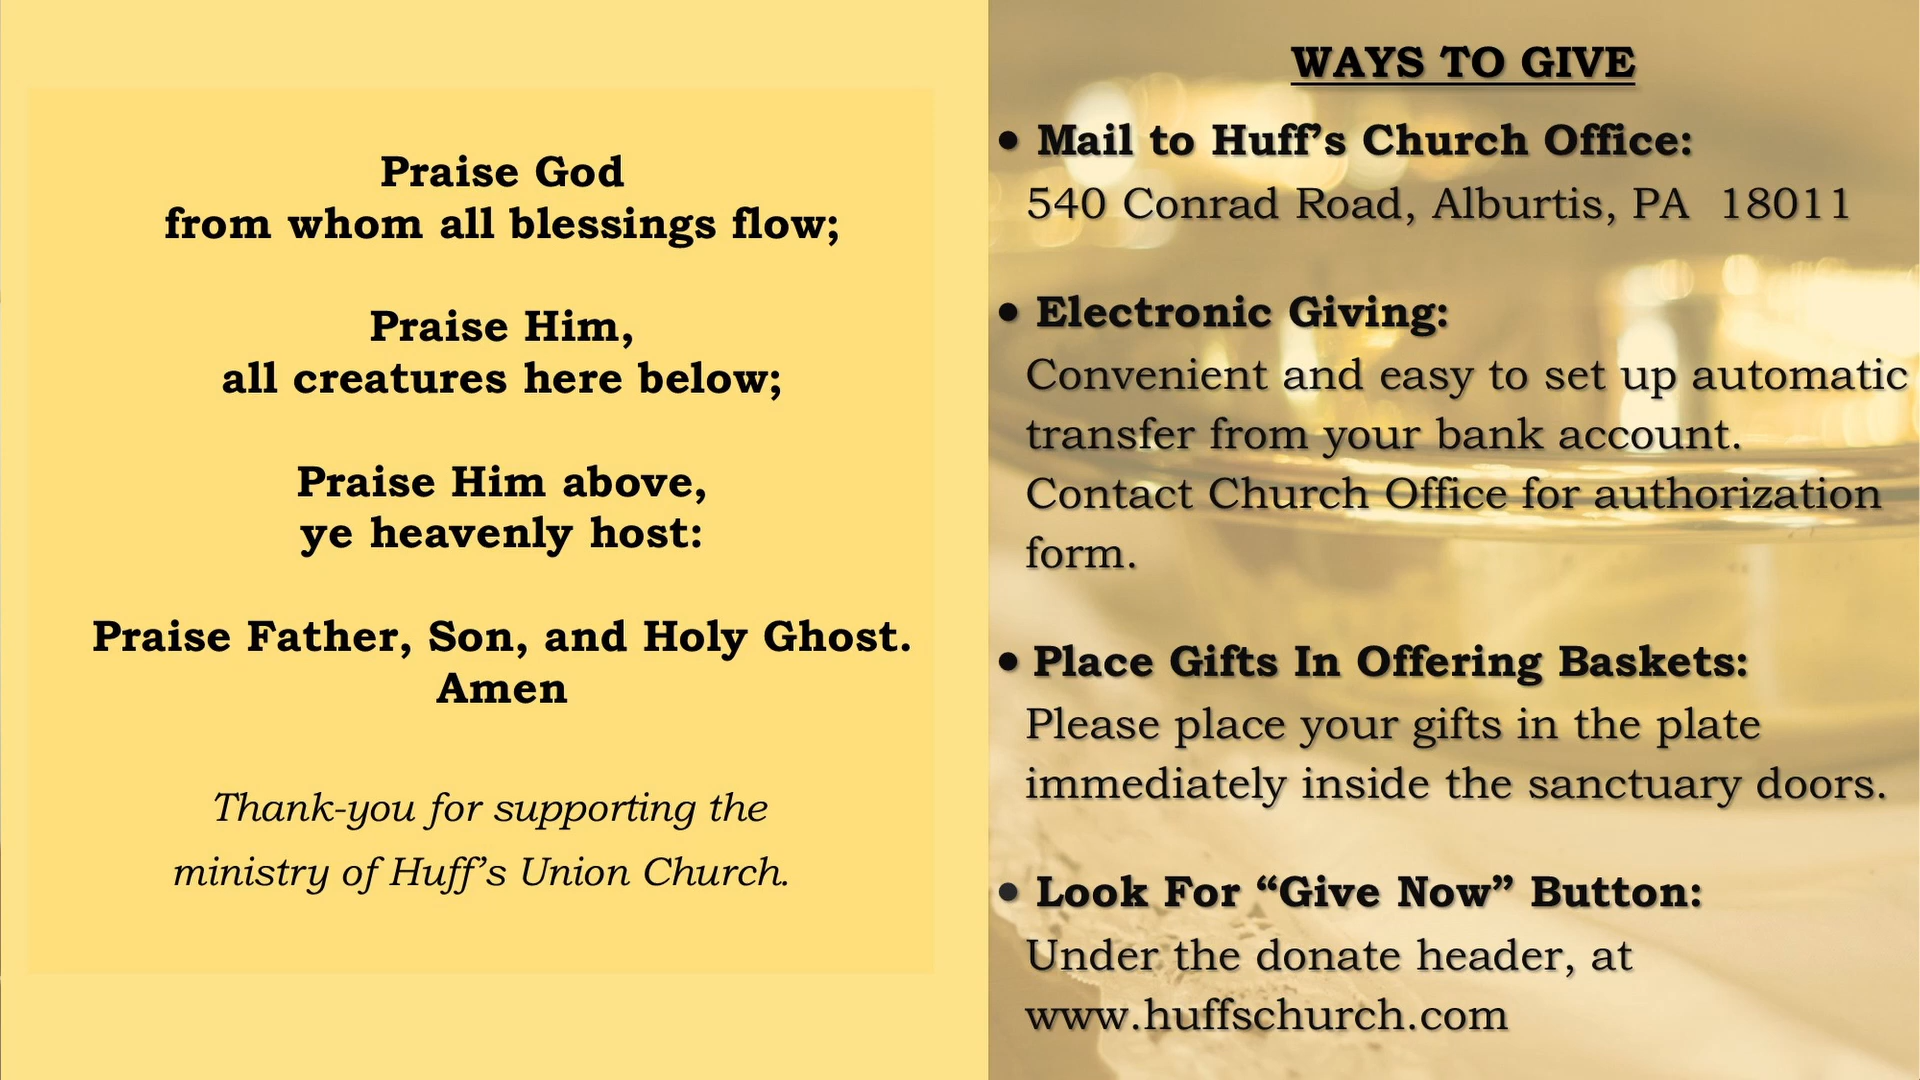 Praise God
from whom all blessings flow;
Praise Him,
all creatures here below;
Praise Him above,
ye heavenly host:
Praise Father, Son, and Holy Ghost.
Amen
Thank-you for supporting the
ministry of Huff’s Union Church.
WAYS TO GIVE
• Mail to Huff’s Church Office:
540 Conrad Road, Alburtis, PA  18011
• Electronic Giving:
Convenient and easy to set up automatic
transfer from your bank account.
Contact Church Office for authorization
form.
• Place Gifts In Offering Baskets:
Please place your gifts in the plate
immediately inside the sanctuary doors.
• Look For “Give Now” Button:
Under the donate header, at
www.huffschurch.com